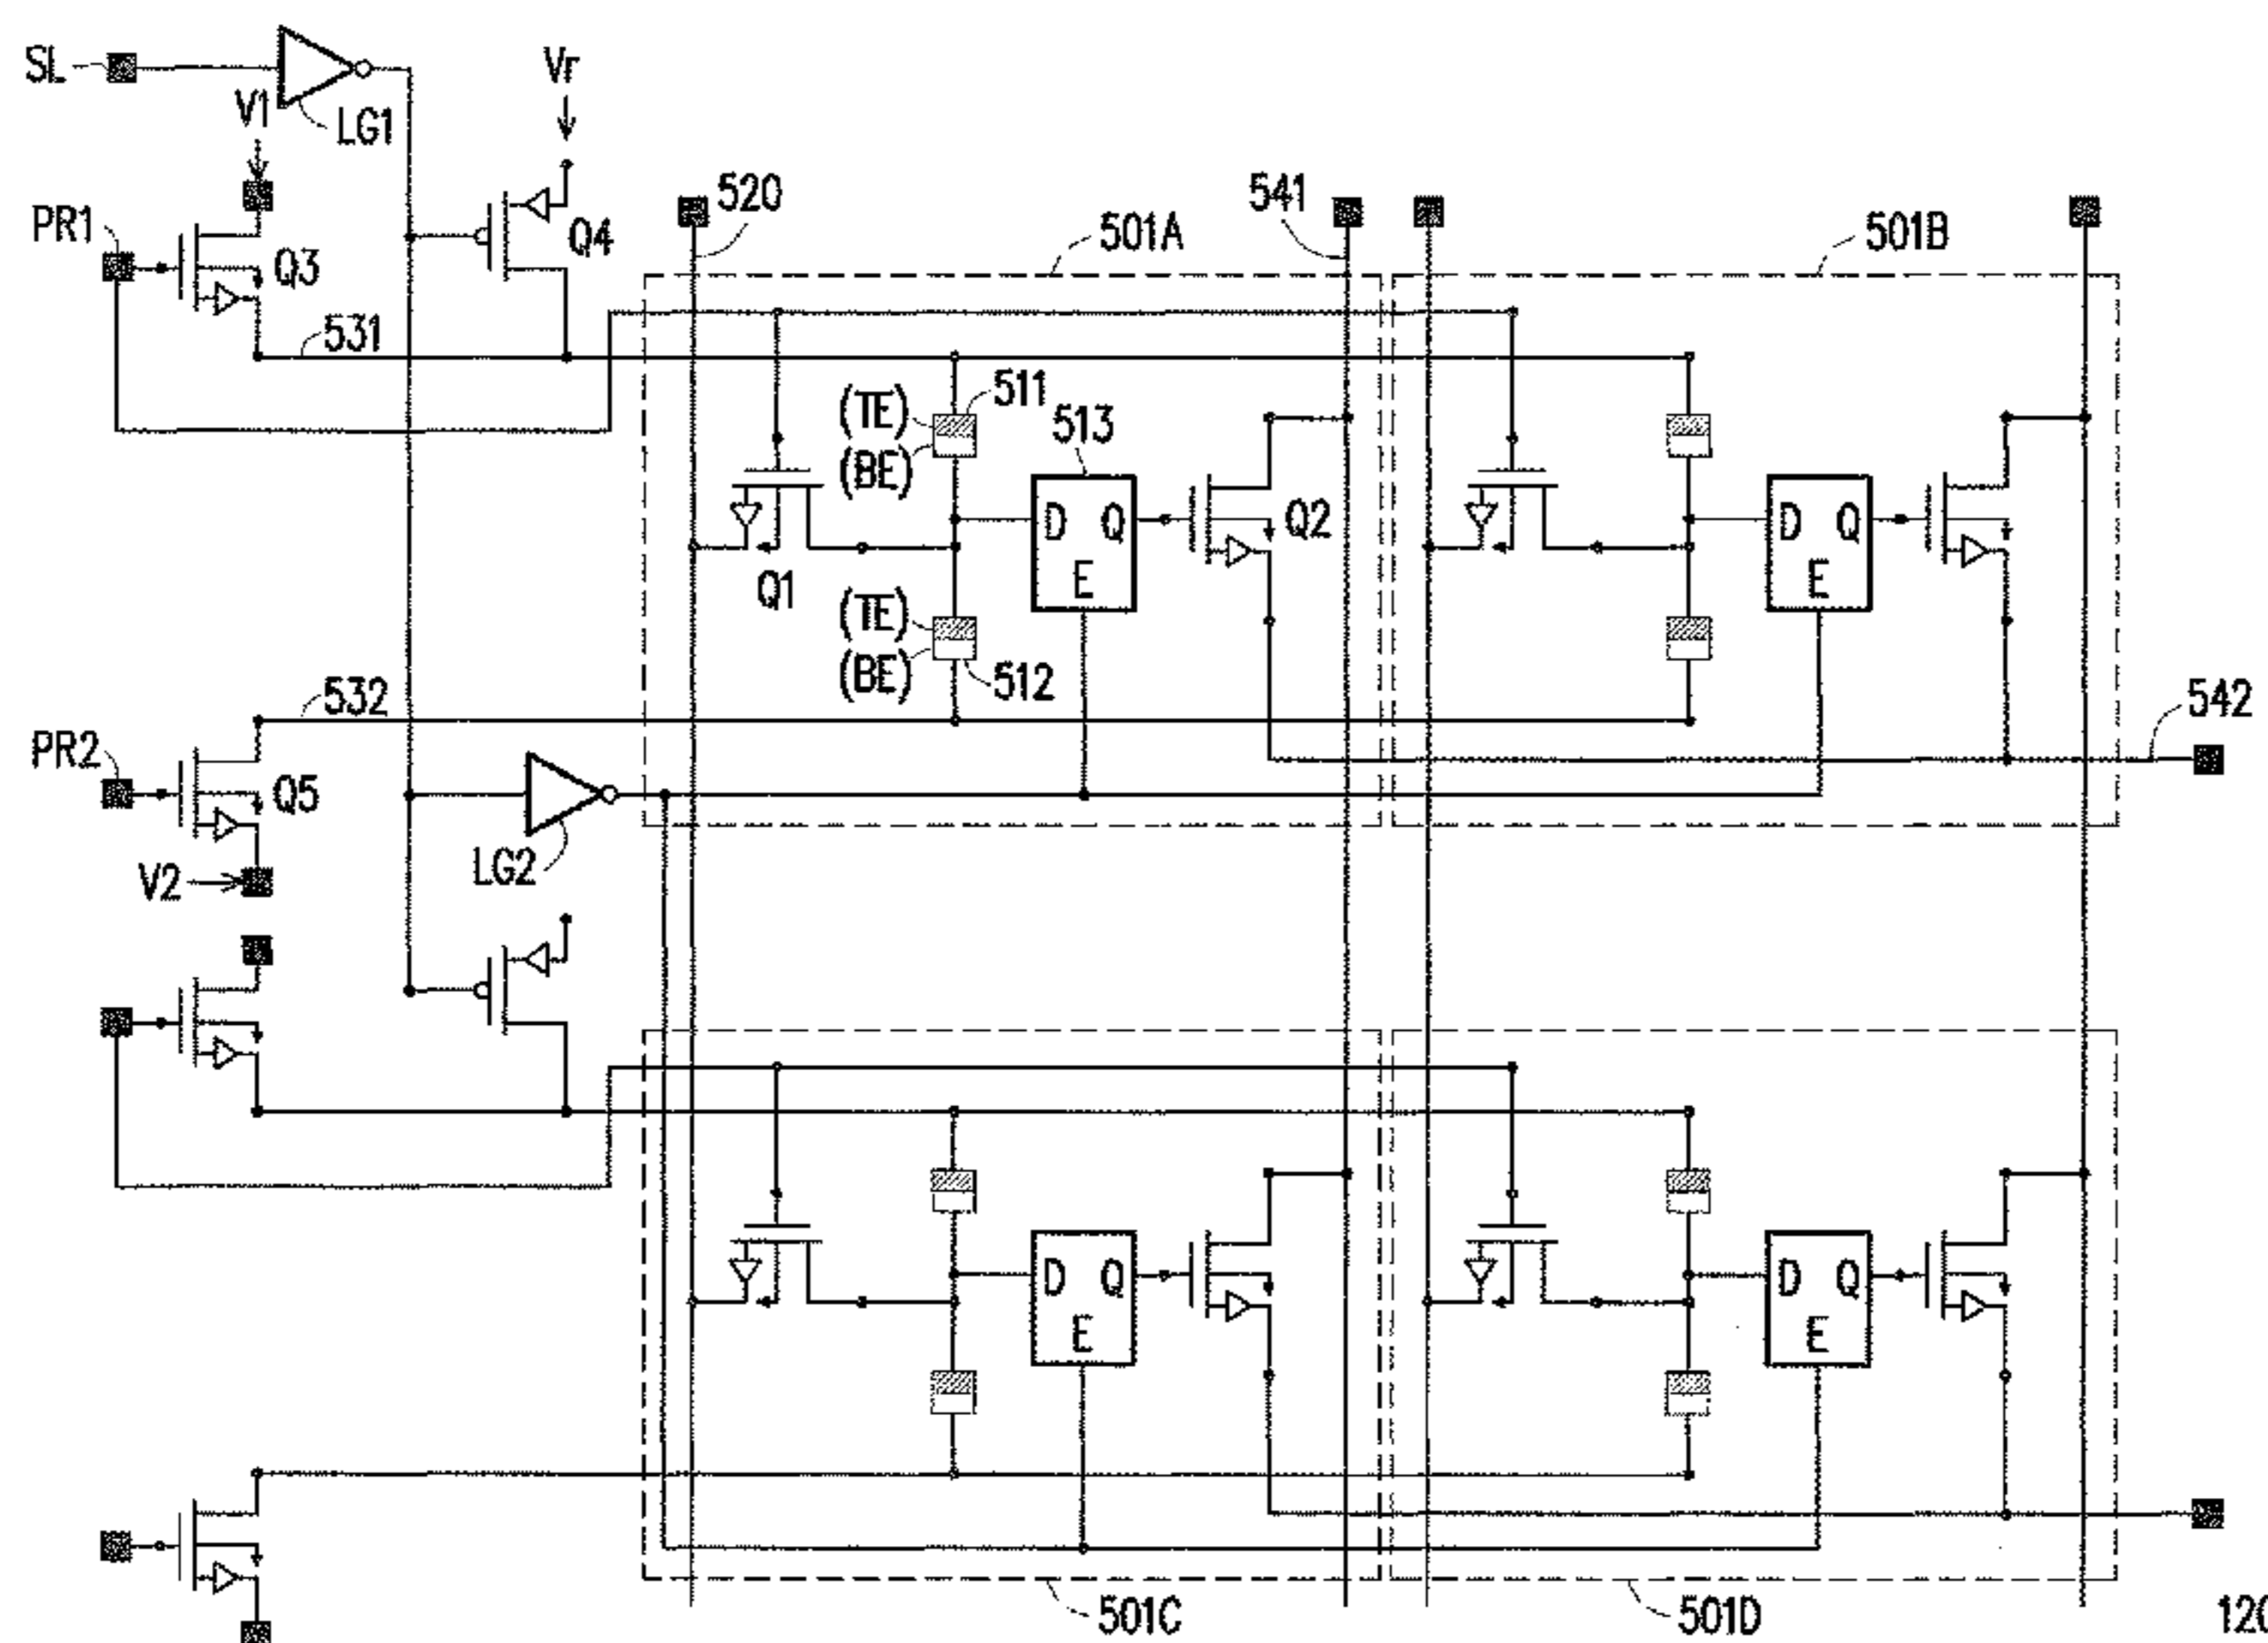 SL
V1
LG1
Vr
PR1
Q3
Q4
520
541
501A
501B
531
(TE)
(BE)
511
513
D Q
E
Q1
Q2
D Q
E
(TE)
(BE)
512
532
542
PR2
Q5
V2
LG2
D Q
E
D Q
E
501C
501D
120